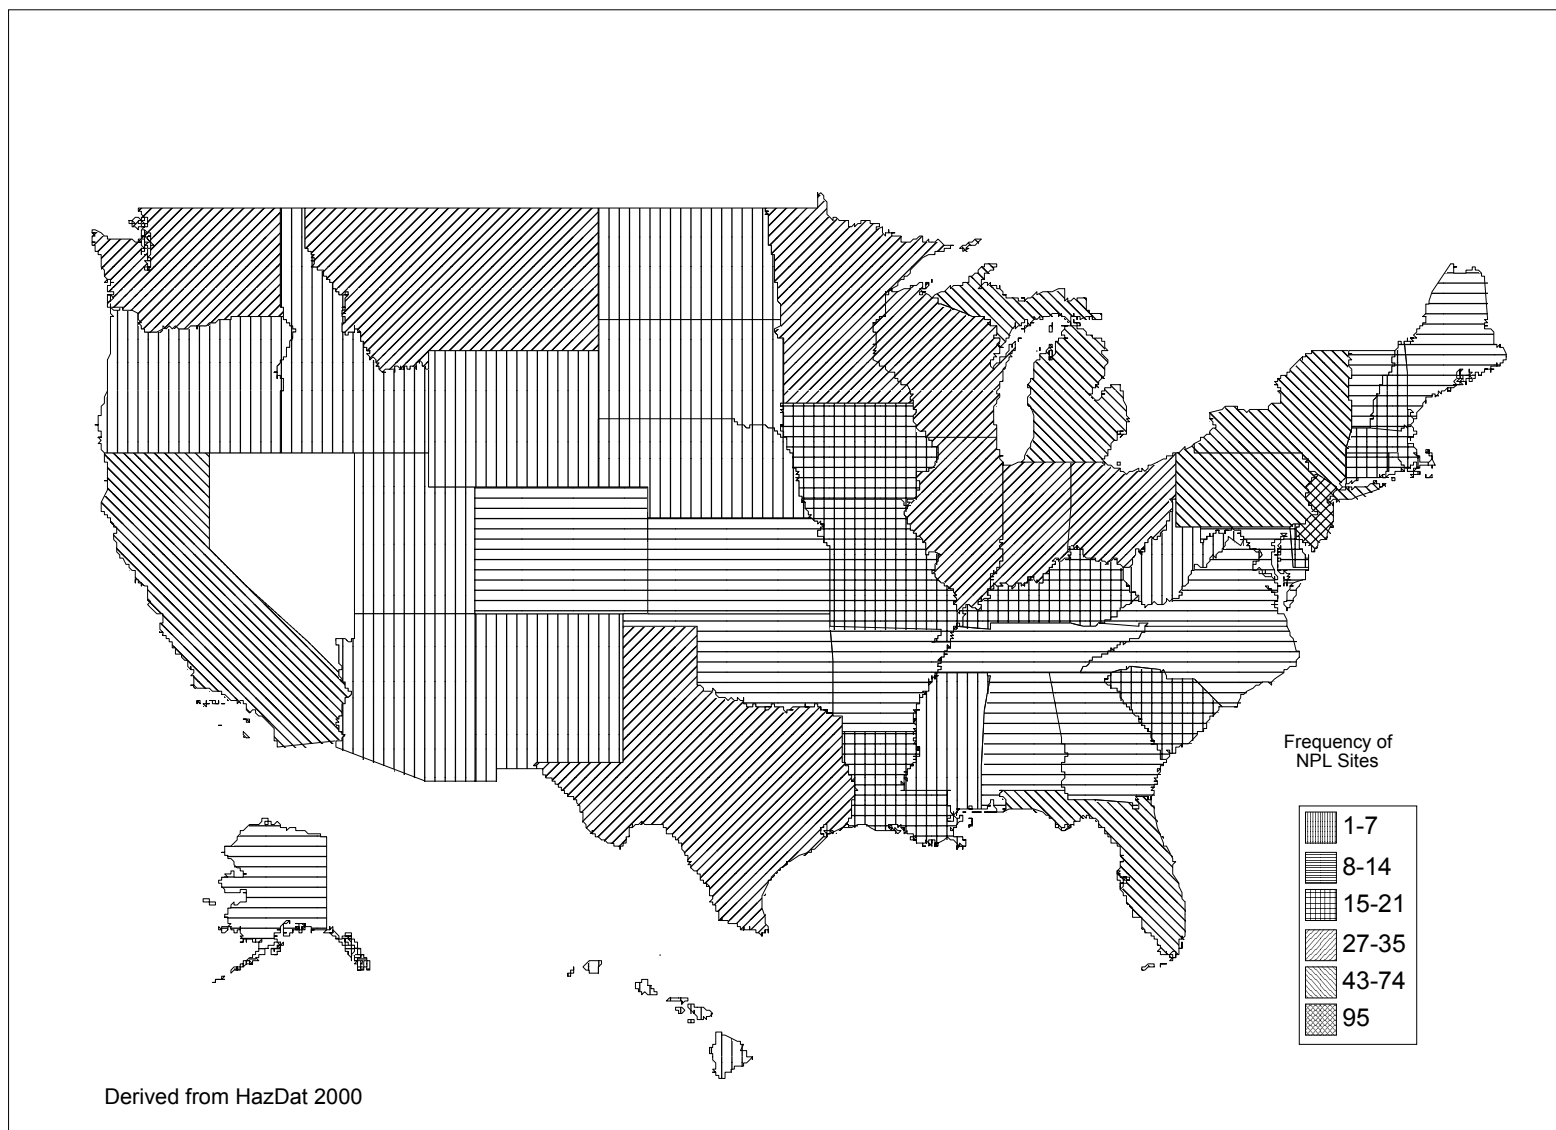 Frequency of
NPL Sites
1-7
8-14
15-21
27-35
43-74
95
Derived from HazDat 2000